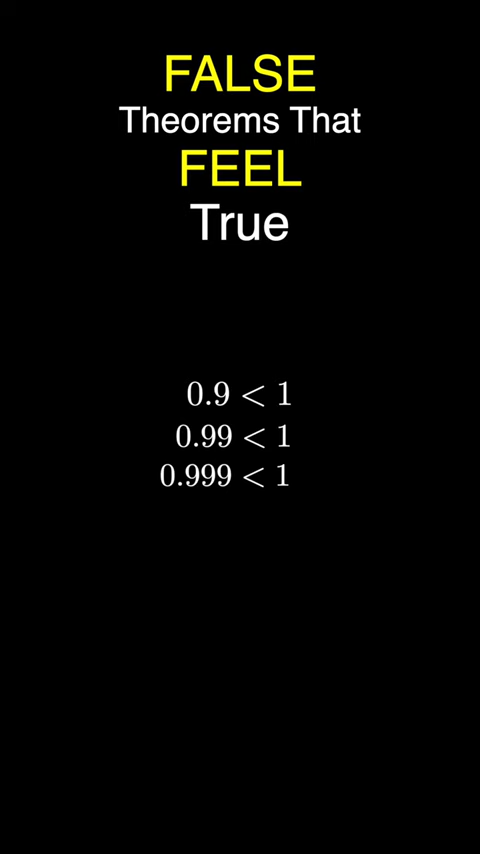 FALSE
Theorems That
FEEL
True
0.9 < 1
0.99 < 1
0.999 < 1